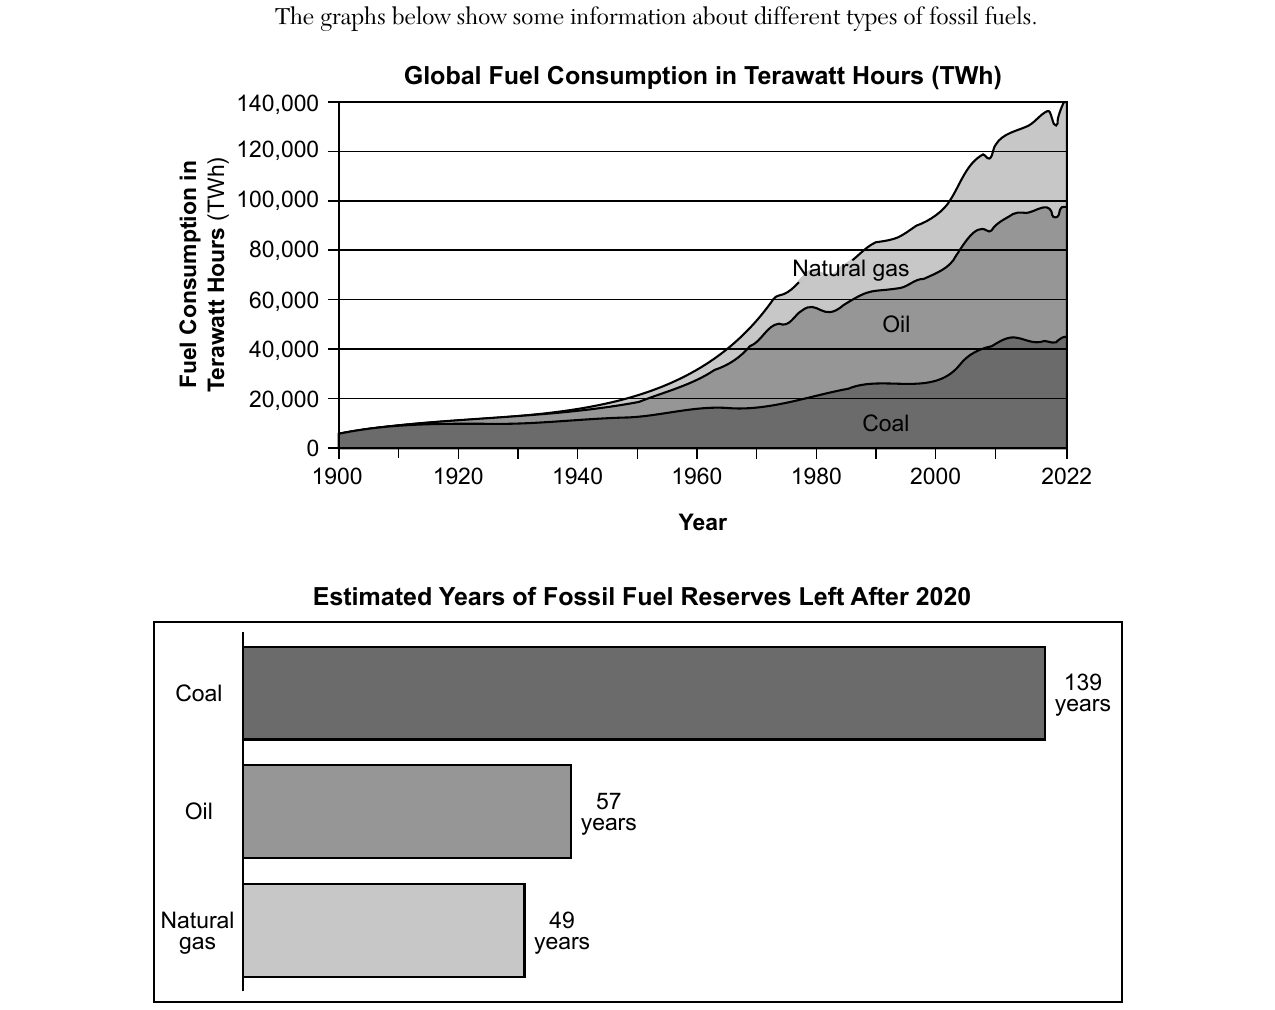 The graphs below show some information about different types of fossil fuels.
Global Fuel Consumption in Terawatt Hours (TWh)
Fuel Consumption in
Terawatt Hours (TWh)
140,000
120,000
100,000
80,000
60,000
40,000
20,000
0
Natural gas
Oil
Coal
1900 1920 1940 1960 1980 2000 2022
Year
Estimated Years of Fossil Fuel Reserves Left After 2020
Coal
139
years
Oil
57
years
Natural
gas
49
years